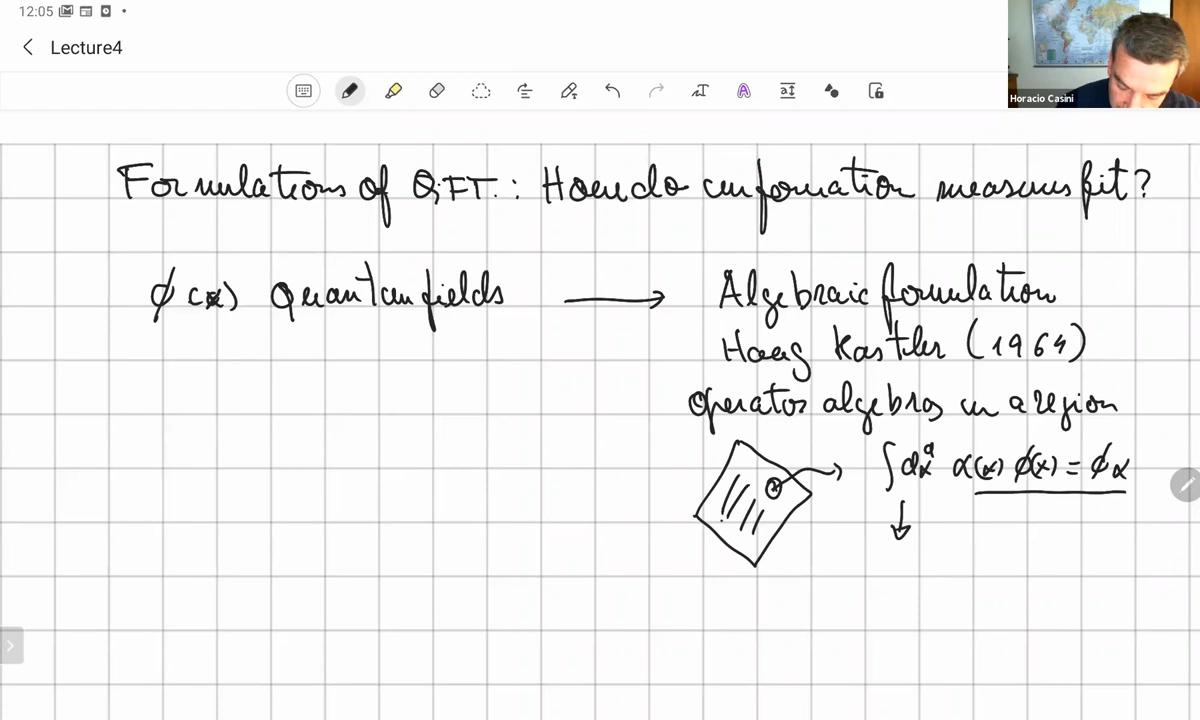 12:05
Lecture4
Horacio Casini
Formulations of QFT: How do information measures fit?
ϕ(x) Quantum fields → Algebraic formulation
Haag Kastler (1964)
operator algebras in a region
∫ dx^d α(x) ϕ(x) = ϕα
↓